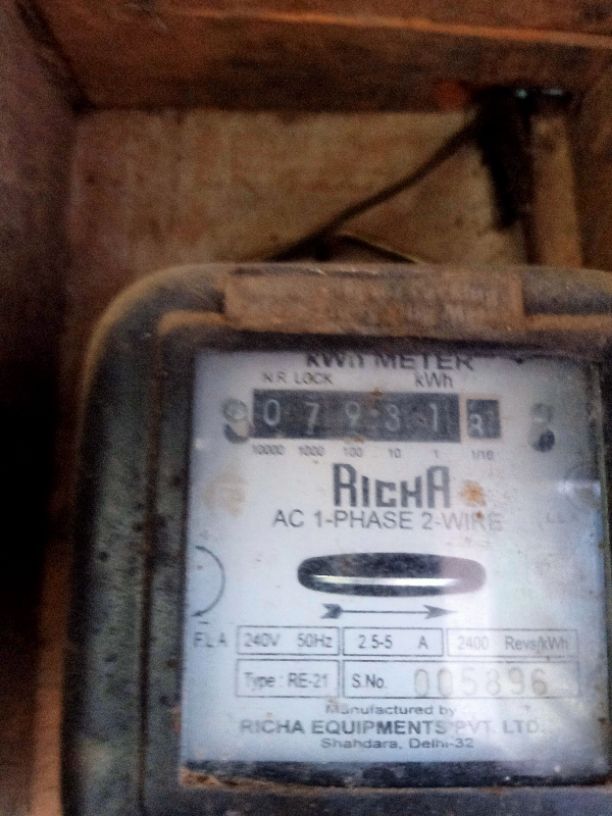 kWh METER
N.R. LOCK kWh
0 7 9 3 1 8
10000 1000 100 10 1 1/10
RICHA
AC 1-PHASE 2-WIRE
F.L.A 240V 50Hz 2.5-5 A 2400 Revs/kWh
Type : RE-21 S.No. 005896
Manufactured by
RICHA EQUIPMENTS PVT. LTD.
Shahdara, Delhi-32